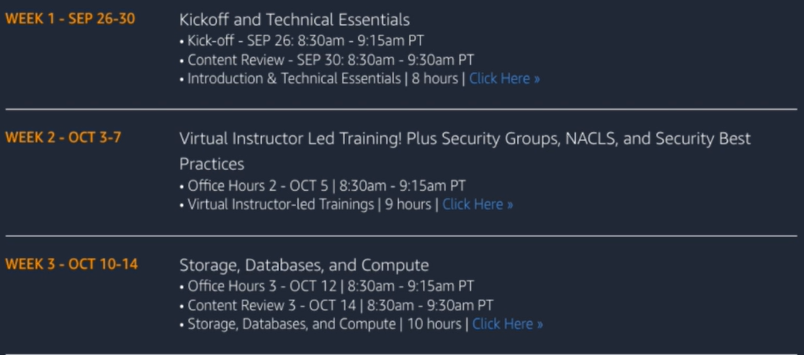 WEEK 1 - SEP 26-30
Kickoff and Technical Essentials
• Kick-off - SEP 26: 8:30am - 9:15am PT
• Content Review - SEP 30: 8:30am - 9:30am PT
• Introduction & Technical Essentials | 8 hours | Click Here »
WEEK 2 - OCT 3-7
Virtual Instructor Led Training! Plus Security Groups, NACLS, and Security Best
Practices
• Office Hours 2 - OCT 5 | 8:30am - 9:15am PT
• Virtual Instructor-led Trainings | 9 hours | Click Here »
WEEK 3 - OCT 10-14
Storage, Databases, and Compute
• Office Hours 3 - OCT 12 | 8:30am - 9:15am PT
• Content Review 3 - OCT 14 | 8:30am - 9:30am PT
• Storage, Databases, and Compute | 10 hours | Click Here »